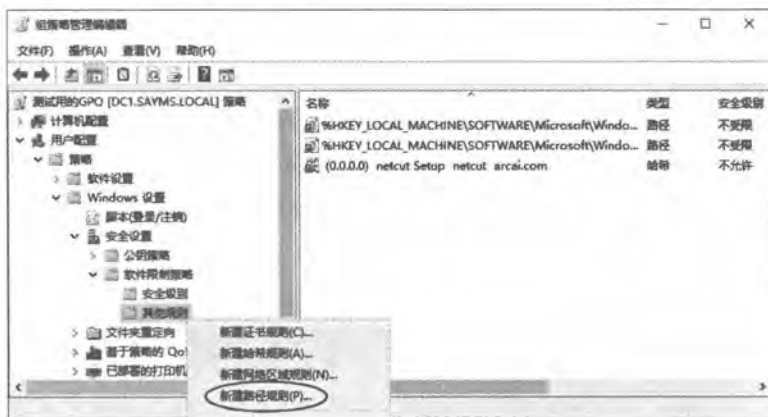 组策略管理编辑器
文件(F) 操作(A) 查看(V) 帮助(H)
测试用的GPO [DC1.SAYMS.LOCAL] 策略
计算机配置
用户配置
策略
软件设置
Windows 设置
脚本(登录/注销)
安全设置
公钥策略
软件限制策略
安全级别
其他规则
文件夹重定向
基于策略的 QoS
已部署的打印机
名称 类型 安全级别
%HKEY_LOCAL_MACHINE\SOFTWARE\Microsoft\Windo... 路径 不受限
%HKEY_LOCAL_MACHINE\SOFTWARE\Microsoft\Windo... 路径 不受限
(0.0.0.0) netcut Setup netcut arcai.com 哈希 不允许
新建证书规则(C)...
新建哈希规则(A)...
新建网络区域规则(N)...
新建路径规则(P)...